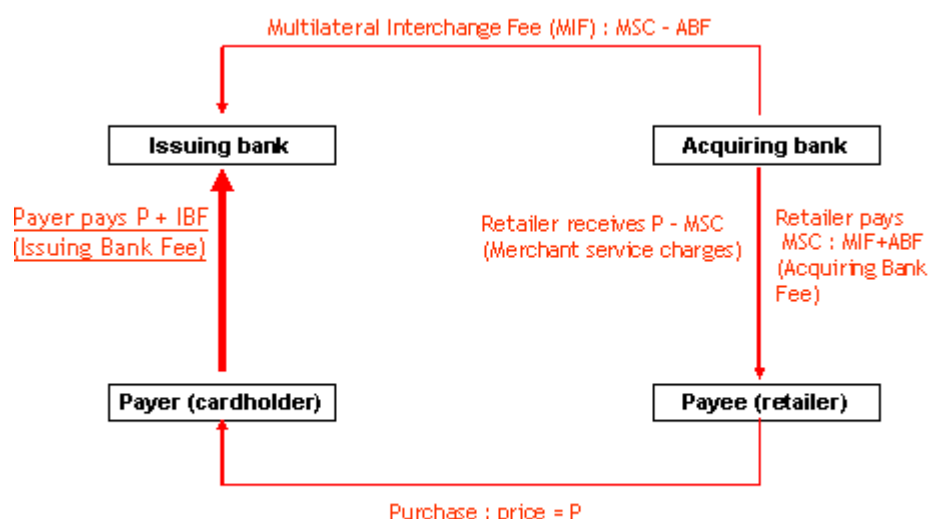 Multilateral Interchange Fee (MIF) : MSC - ABF
Issuing bank
Acquiring bank
Payer pays P + IBF
(Issuing Bank Fee)
Retailer receives P - MSC
(Merchant service charges)
Retailer pays
MSC : MIF+ABF
(Acquiring Bank
Fee)
Payer (cardholder)
Payee (retailer)
Purchase : price = P